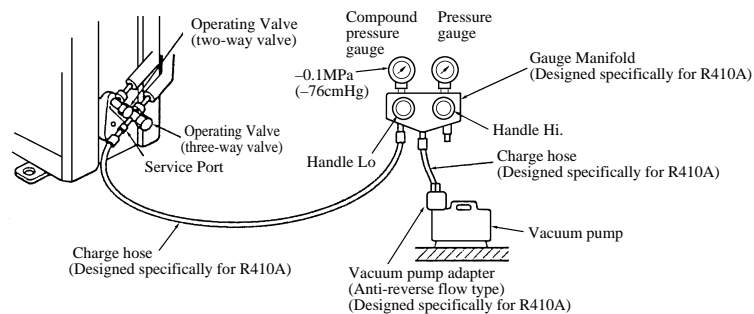 Operating Valve
(two-way valve)
Compound
pressure
gauge
Pressure
gauge
–0.1MPa
(–76cmHg)
Gauge Manifold
(Designed specifically for R410A)
Operating Valve
(three-way valve)
Service Port
Handle Lo
Handle Hi.
Charge hose
(Designed specifically for R410A)
Vacuum pump
Charge hose
(Designed specifically for R410A)
Vacuum pump adapter
(Anti-reverse flow type)
(Designed specifically for R410A)